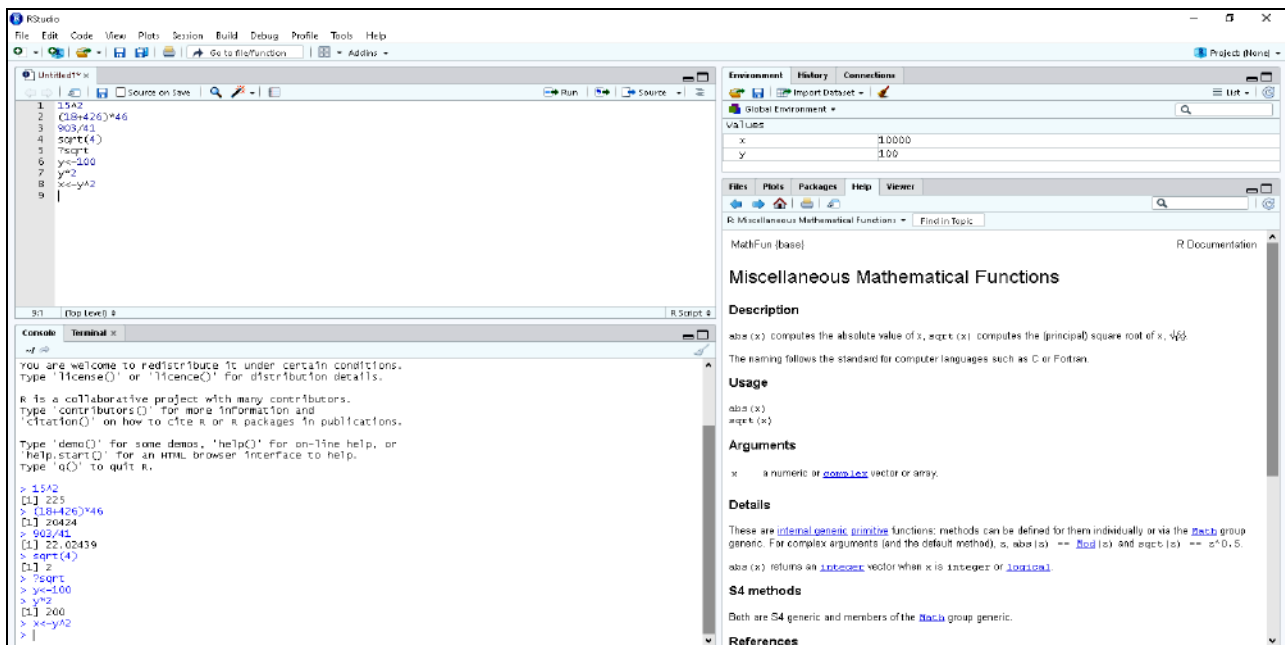 RStudio
File Edit Code View Plots Session Build Debug Profile Tools Help
Go to file/function Addins
Project: (None)
Untitled1*
Source on Save Run Source
1 15^2
2 (18+426)*46
3 903/41
4 sqrt(4)
5 ?sqrt
6 y<-100
7 y*2
8 x<-y^2
9
9:1 (Top Level) R Script
Console Terminal
~/
You are welcome to redistribute it under certain conditions.
Type 'license()' or 'licence()' for distribution details.
R is a collaborative project with many contributors.
Type 'contributors()' for more information and
'citation()' on how to cite R or R packages in publications.
Type 'demo()' for some demos, 'help()' for on-line help, or
'help.start()' for an HTML browser interface to help.
Type 'q()' to quit R.
> 15^2
[1] 225
> (18+426)*46
[1] 20424
> 903/41
[1] 22.02439
> sqrt(4)
[1] 2
> ?sqrt
> y<-100
> y*2
[1] 200
> x<-y^2
>
Environment History Connections
Import Dataset List
Global Environment
Values
x 10000
y 100
Files Plots Packages Help Viewer
R: Miscellaneous Mathematical Functions Find in Topic
MathFun {base} R Documentation
Miscellaneous Mathematical Functions
Description
abs(x) computes the absolute value of x, sqrt(x) computes the (principal) square root of x,
The naming follows the standard for computer languages such as C or Fortran.
Usage
abs(x)
sqrt(x)
Arguments
x a numeric or complex vector or array.
Details
These are internal generic primitive functions: methods can be defined for them individually or via the Math group
generic. For complex arguments (and the default method), z, abs(z) == Mod(z) and sqrt(z) == z^0.5.
abs(x) returns an integer vector when x is integer or logical.
S4 methods
Both are S4 generic and members of the Math group generic.
References